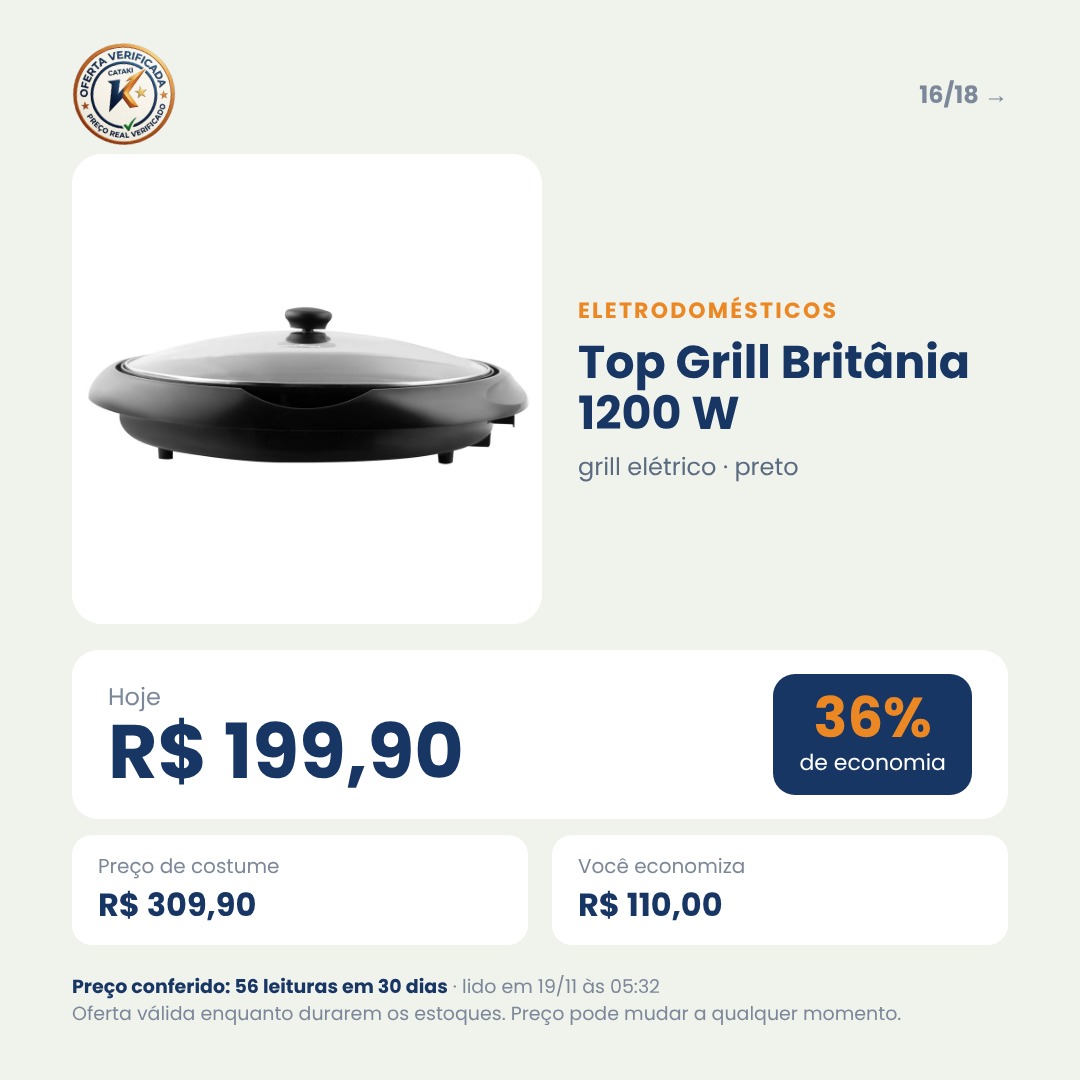 OFERTA VERIFICADA
CATAKI
K
PREÇO REAL VERIFICADO
16/18 →
ELETRODOMÉSTICOS
Top Grill Britânia
1200 W
grill elétrico · preto
Hoje
R$ 199,90
36%
de economia
Preço de costume
R$ 309,90
Você economiza
R$ 110,00
Preço conferido: 56 leituras em 30 dias · lido em 19/11 às 05:32
Oferta válida enquanto durarem os estoques. Preço pode mudar a qualquer momento.